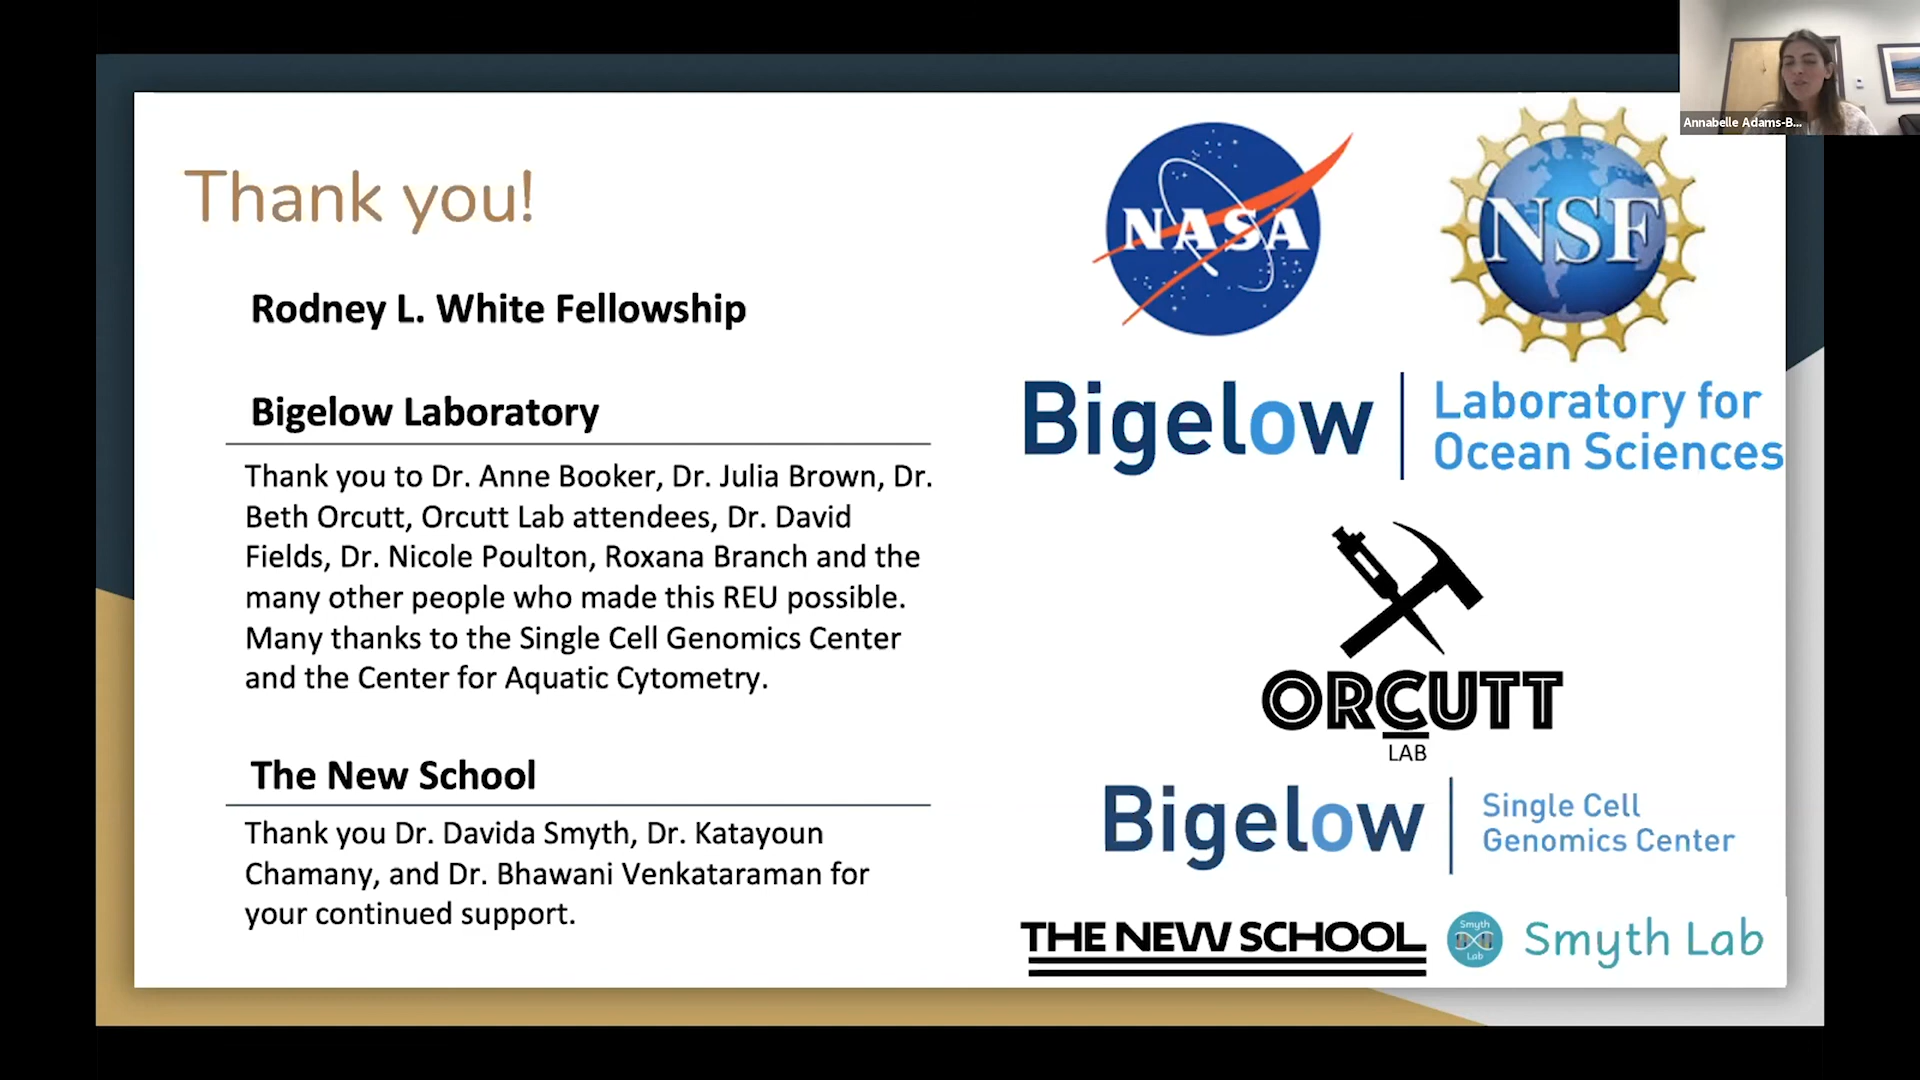 Annabelle Adams-B...
Thank you!
Rodney L. White Fellowship
Bigelow Laboratory
Thank you to Dr. Anne Booker, Dr. Julia Brown, Dr.
Beth Orcutt, Orcutt Lab attendees, Dr. David
Fields, Dr. Nicole Poulton, Roxana Branch and the
many other people who made this REU possible.
Many thanks to the Single Cell Genomics Center
and the Center for Aquatic Cytometry.
The New School
Thank you Dr. Davida Smyth, Dr. Katayoun
Chamany, and Dr. Bhawani Venkataraman for
your continued support.
NASA
NSF
Bigelow
Laboratory for
Ocean Sciences
ORCUTT
LAB
Bigelow
Single Cell
Genomics Center
THE NEW SCHOOL
Smyth
Lab
Smyth Lab